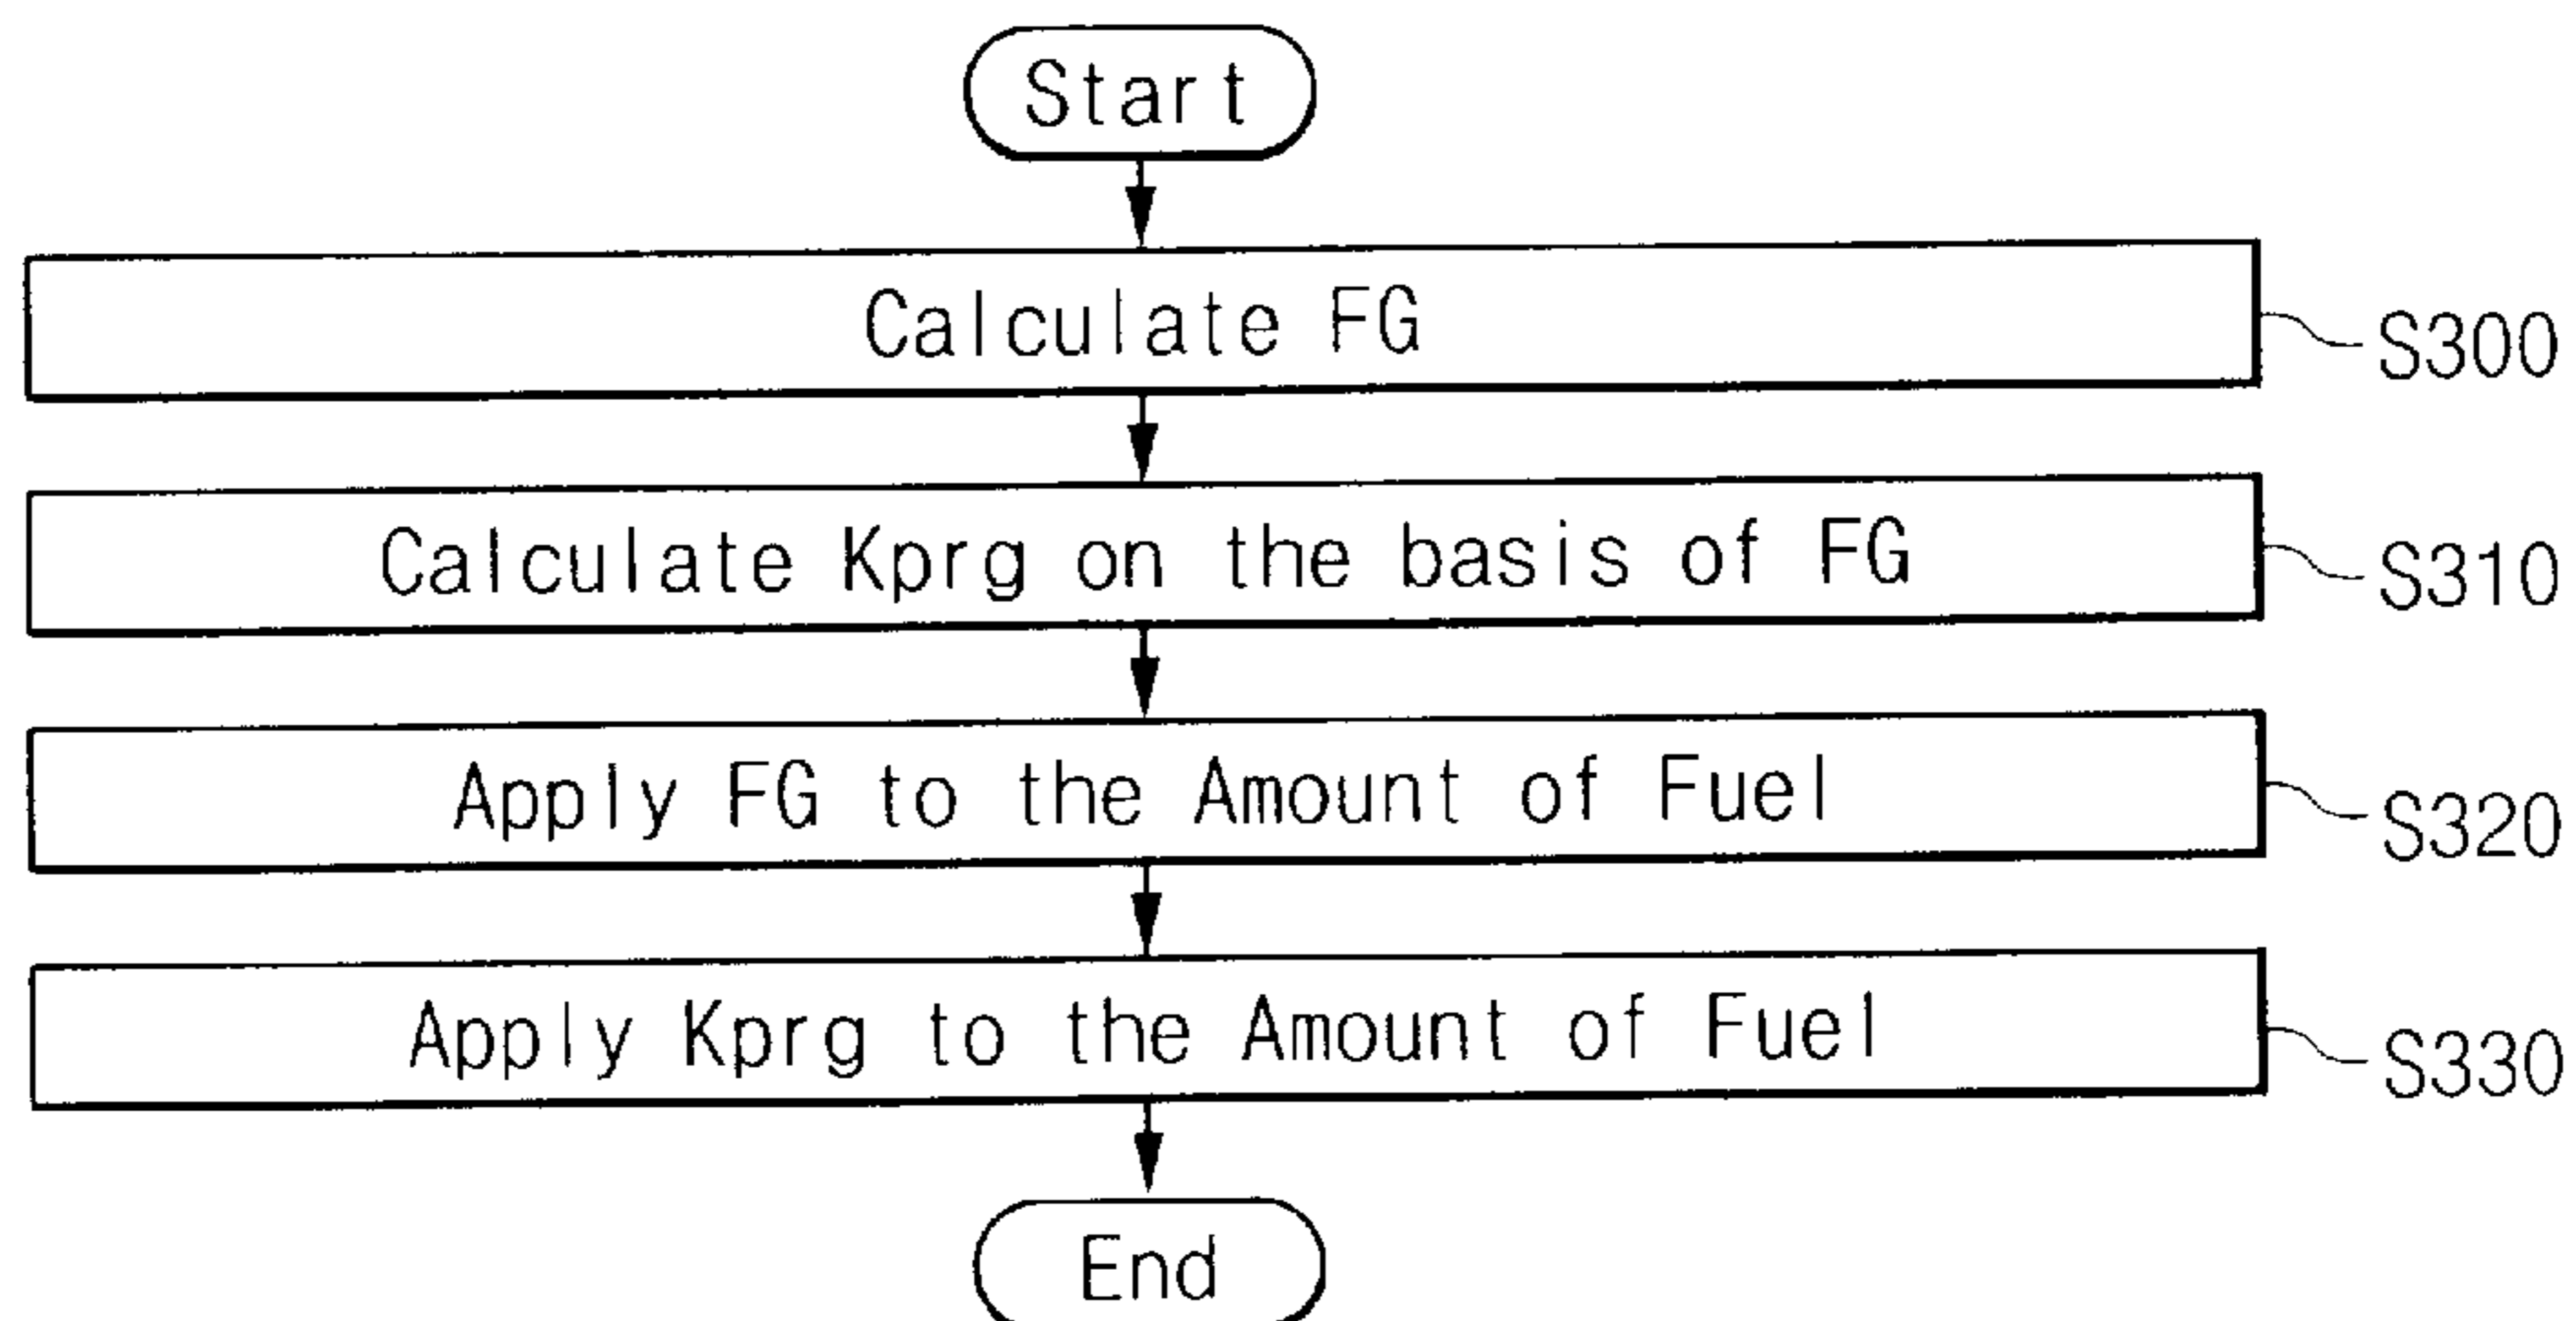 Start
Calculate FG
S300
Calculate Kprg on the basis of FG
S310
Apply FG to the Amount of Fuel
S320
Apply Kprg to the Amount of Fuel
S330
End